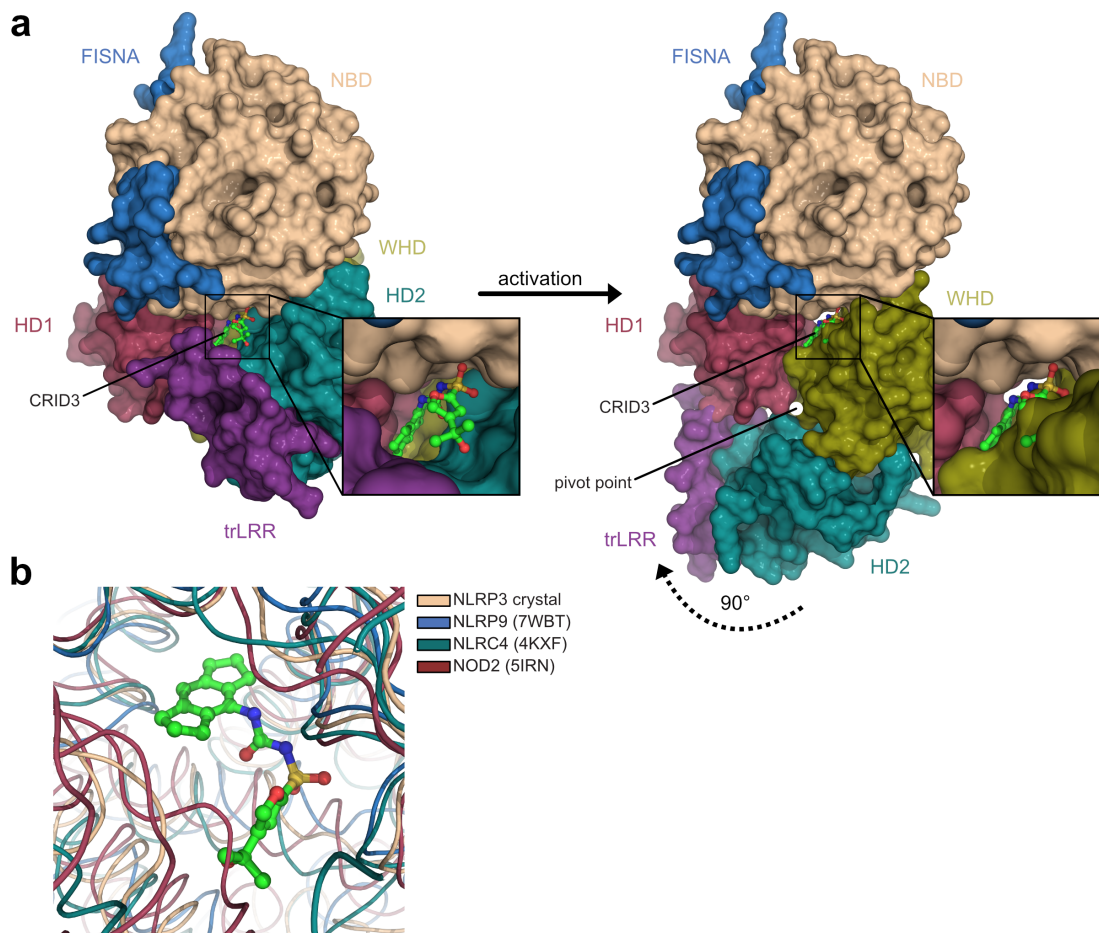 a
FISNA
NBD
WHD
HD2
HD1
CRID3
trLRR
activation
FISNA
NBD
WHD
HD1
CRID3
pivot point
trLRR
HD2
90°
b
NLRP3 crystal
NLRP9 (7WBT)
NLRC4 (4KXF)
NOD2 (5IRN)